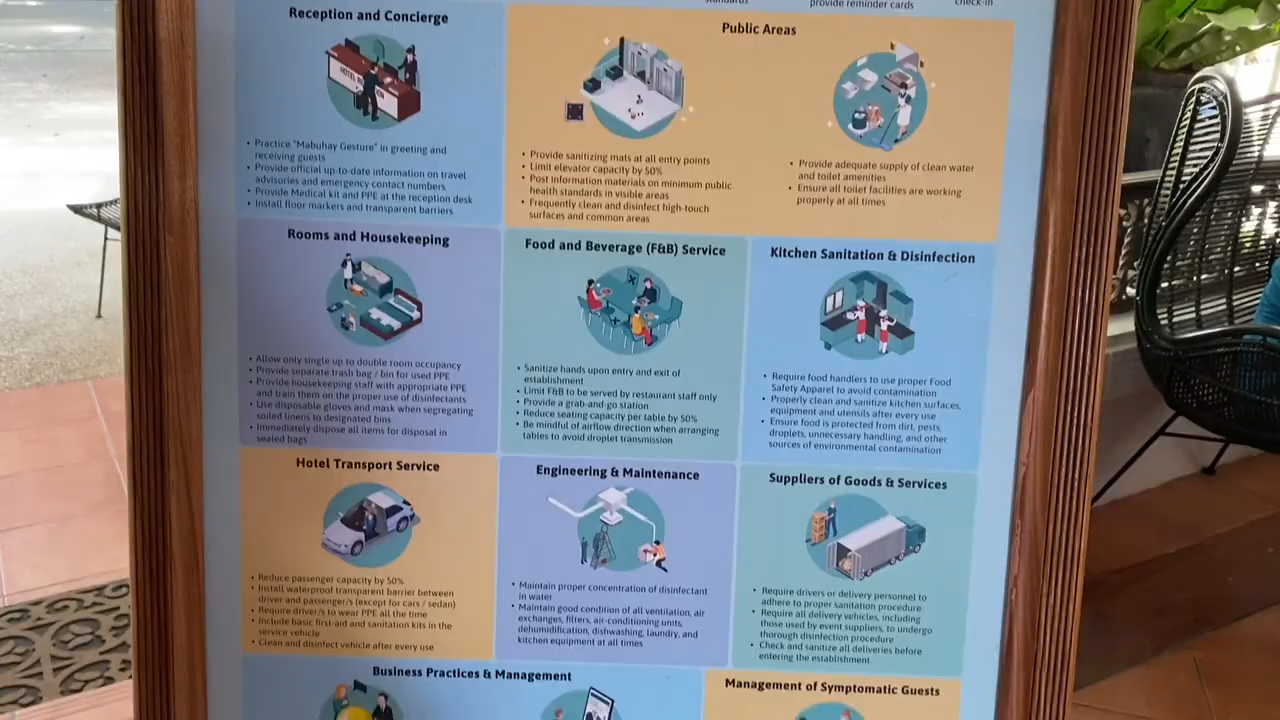 standards
provide reminder cards
check-in
Reception and Concierge
HOTEL
• Practice "Mabuhay Gesture" in greeting and
receiving guests
• Provide official up-to-date information on travel
advisories and emergency contact numbers
• Provide Medical kit and PPE at the reception desk
• Install floor markers and transparent barriers
Public Areas
• Provide sanitizing mats at all entry points
• Limit elevator capacity by 50%
• Post information materials on minimum public
health standards in visible areas
• Frequently clean and disinfect high-touch
surfaces and common areas
• Provide adequate supply of clean water
and toilet amenities
• Ensure all toilet facilities are working
properly at all times
Rooms and Housekeeping
• Allow only single up to double room occupancy
• Provide separate trash bag / bin for used PPE
• Provide housekeeping staff with appropriate PPE
and train them on the proper use of disinfectants
• Use disposable gloves and mask when segregating
soiled linens to designated bins
• Immediately dispose all items for disposal in
sealed bags
Food and Beverage (F&B) Service
• Sanitize hands upon entry and exit of
establishment
• Limit F&B to be served by restaurant staff only
• Provide a grab-and-go station
• Reduce seating capacity per table by 50%
• Be mindful of airflow direction when arranging
tables to avoid droplet transmission
Kitchen Sanitation & Disinfection
• Require food handlers to use proper Food
Safety Apparel to avoid contamination
• Properly clean and sanitize kitchen surfaces,
equipment and utensils after every use
• Ensure food is protected from dirt, pests,
droplets, unnecessary handling, and other
sources of environmental contamination
Hotel Transport Service
• Reduce passenger capacity by 50%
• Install waterproof transparent barrier between
driver and passenger/s (except for cars / sedan)
• Require driver/s to wear PPE all the time
• Include basic first-aid and sanitation kits in the
service vehicle
• Clean and disinfect vehicle after every use
Engineering & Maintenance
• Maintain proper concentration of disinfectant
in water
• Maintain good condition of all ventilation, air
exchanges, filters, air-conditioning units,
dehumidification, dishwashing, laundry, and
kitchen equipment at all times
Suppliers of Goods & Services
• Require drivers or delivery personnel to
adhere to proper sanitation procedure
• Require all delivery vehicles, including
those used by event suppliers, to undergo
thorough disinfection procedure
• Check and sanitize all deliveries before
entering the establishment
Business Practices & Management
Management of Symptomatic Guests